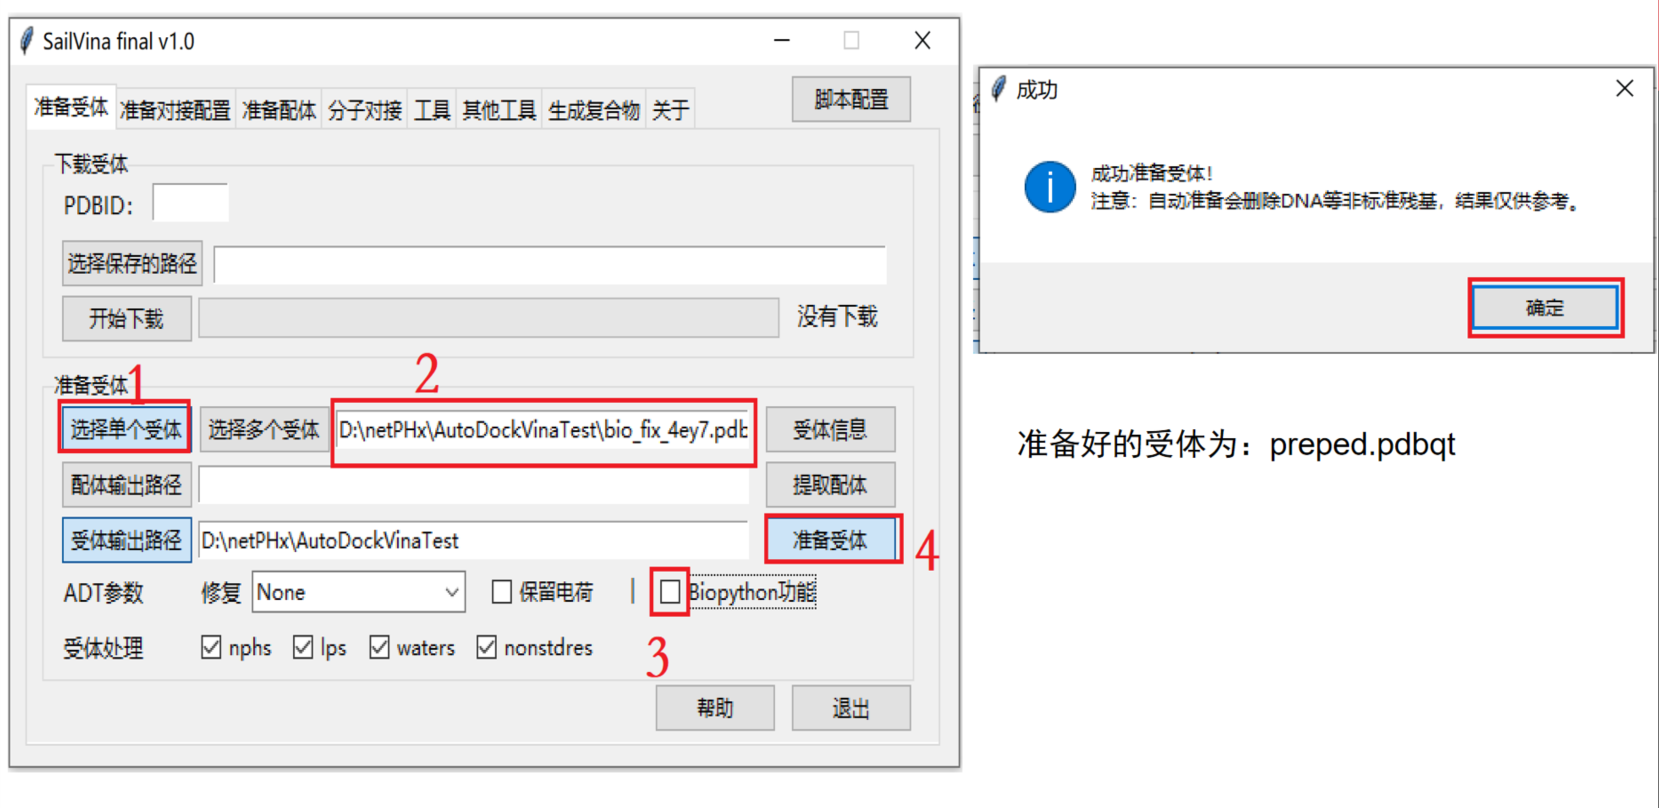 SailVina final v1.0
准备受体 准备对接配置 准备配体 分子对接 工具 其他工具 生成复合物 关于
脚本配置
下载受体
PDBID:
选择保存的路径
开始下载 没有下载
准备受体
1
2
选择单个受体 选择多个受体 D:\netPHx\AutoDockVinaTest\bio_fix_4ey7.pdb 受体信息
配体输出路径 提取配体
受体输出路径 D:\netPHx\AutoDockVinaTest 准备受体
4
ADT参数 修复 None 保留电荷 | Biopython功能
3
受体处理 nphs lps waters nonstdres
帮助 退出
成功
成功准备受体!
注意：自动准备会删除DNA等非标准残基，结果仅供参考。
确定
准备好的受体为：preped.pdbqt